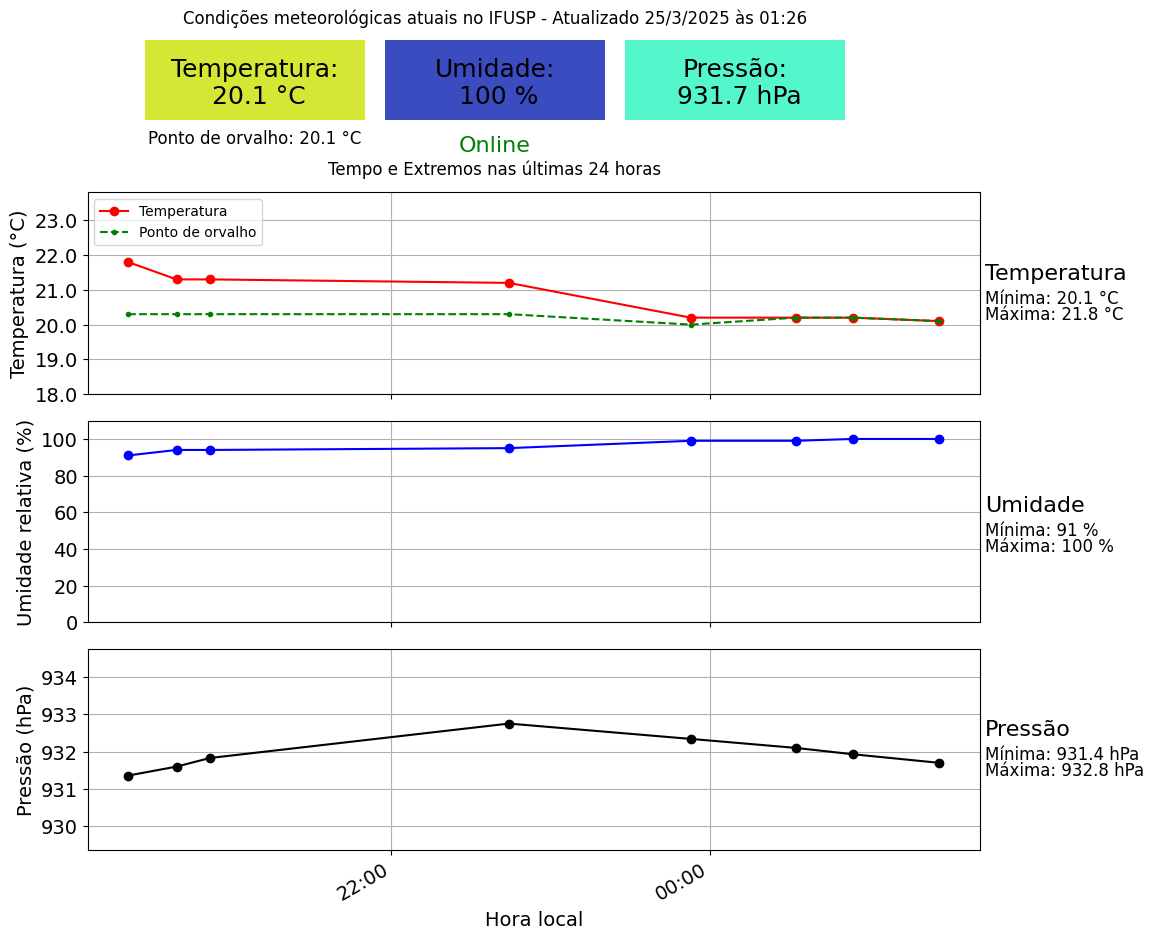 Condições meteorológicas atuais no IFUSP - Atualizado 25/3/2025 às 01:26
Temperatura:
20.1 °C
Umidade:
100 %
Pressão:
931.7 hPa
Ponto de orvalho: 20.1 °C
Online
Tempo e Extremos nas últimas 24 horas
Temperatura (°C)
23.0
22.0
21.0
20.0
19.0
18.0
Temperatura
Ponto de orvalho
Temperatura
Mínima: 20.1 °C
Máxima: 21.8 °C
Umidade relativa (%)
100
80
60
40
20
0
Umidade
Mínima: 91 %
Máxima: 100 %
Pressão (hPa)
934
933
932
931
930
Pressão
Mínima: 931.4 hPa
Máxima: 932.8 hPa
22:00
00:00
Hora local